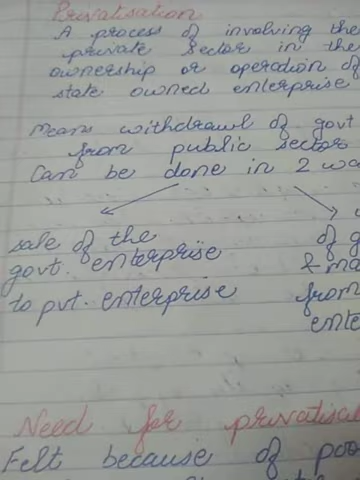 Privatisation
A process of involving the
private sector in the
ownership or operation of
state owned enterprise
Means withdrawl of govt
from public sector
Can be done in 2 wa
sale of the
govt. enterprise
to pvt. enterprise
of g
& ma
from
ente
Need for privatisa
Felt because of poo